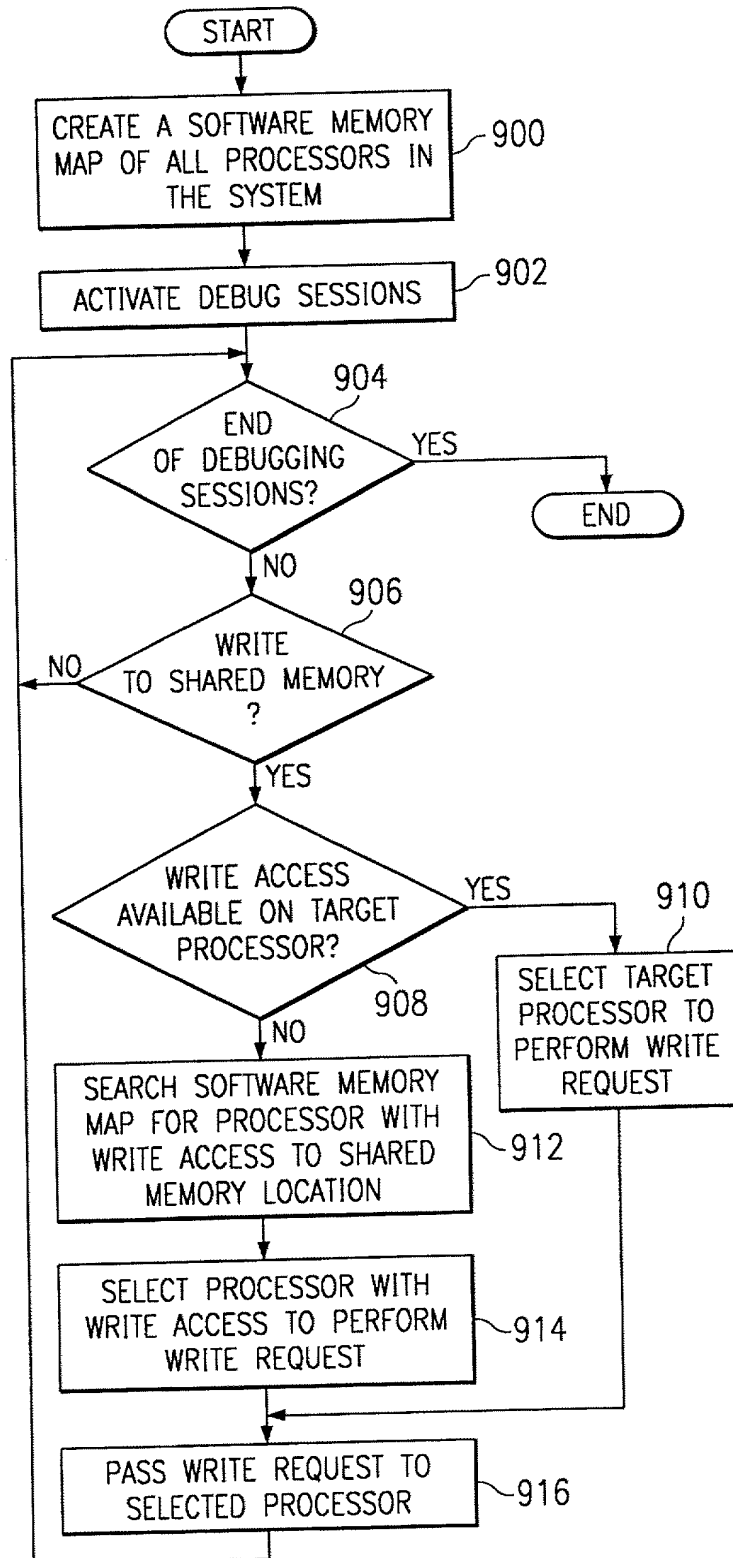 START
CREATE A SOFTWARE MEMORY
MAP OF ALL PROCESSORS IN
THE SYSTEM
900
ACTIVATE DEBUG SESSIONS
902
904
END
OF DEBUGGING
SESSIONS?
YES
END
NO
906
WRITE
TO SHARED MEMORY
?
NO
YES
WRITE ACCESS
AVAILABLE ON TARGET
PROCESSOR?
YES
908
910
SELECT TARGET
PROCESSOR TO
PERFORM WRITE
REQUEST
NO
SEARCH SOFTWARE MEMORY
MAP FOR PROCESSOR WITH
WRITE ACCESS TO SHARED
MEMORY LOCATION
912
SELECT PROCESSOR WITH
WRITE ACCESS TO PERFORM
WRITE REQUEST
914
PASS WRITE REQUEST TO
SELECTED PROCESSOR
916